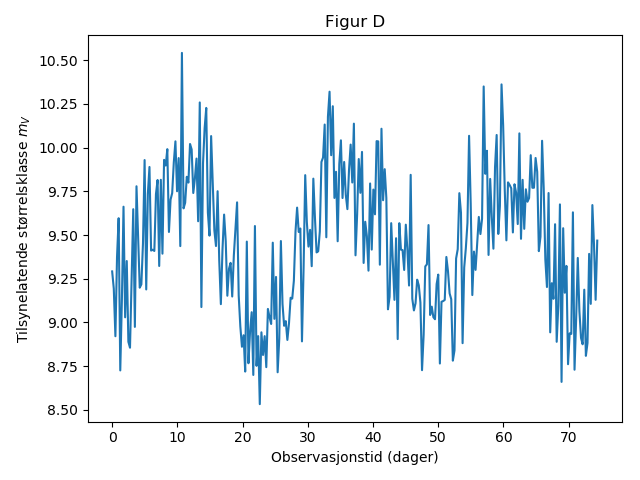 Figur D
Tilsynelatende størrelsesklasse $m_V$
10.50
10.25
10.00
9.75
9.50
9.25
9.00
8.75
8.50
0 10 20 30 40 50 60 70
Observasjonstid (dager)